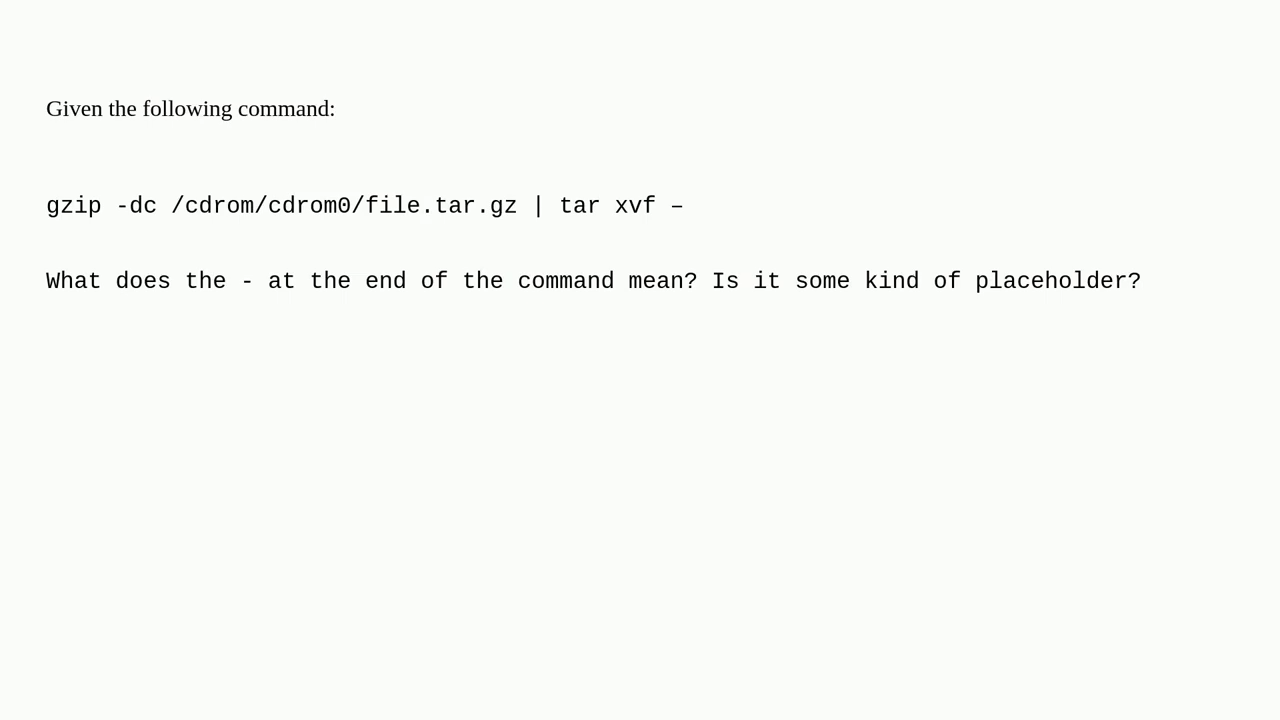 Given the following command:
gzip -dc /cdrom/cdrom0/file.tar.gz | tar xvf –
What does the - at the end of the command mean? Is it some kind of placeholder?